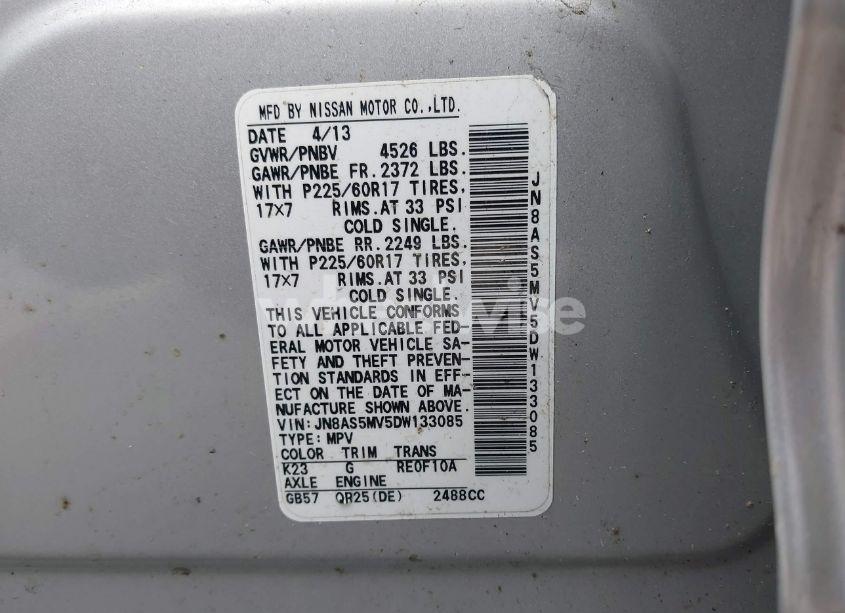 MFD BY NISSAN MOTOR CO.,LTD.
DATE 4/13
GVWR/PNBV 4526 LBS.
GAWR/PNBE FR. 2372 LBS.
WITH P225/60R17 TIRES,
17×7 RIMS.AT 33 PSI
COLD SINGLE.
GAWR/PNBE RR. 2249 LBS.
WITH P225/60R17 TIRES,
17×7 RIMS.AT 33 PSI
COLD SINGLE.
THIS VEHICLE CONFORMS
TO ALL APPLICABLE FED-
ERAL MOTOR VEHICLE SA-
FETY AND THEFT PREVEN-
TION STANDARDS IN EFF-
ECT ON THE DATE OF MA-
NUFACTURE SHOWN ABOVE.
VIN: JN8AS5MV5DW133085
TYPE: MPV
COLOR TRIM TRANS
K23 G RE0F10A
AXLE ENGINE
GB57 QR25(DE) 2488CC
JN8AS5MV5DW133085